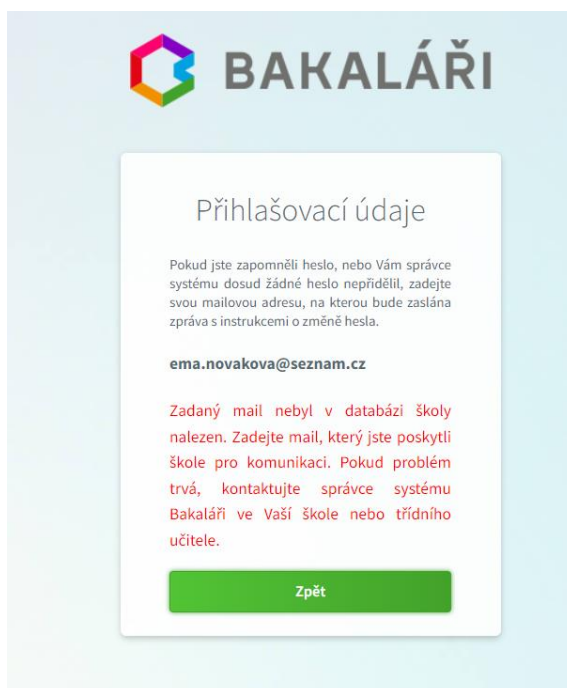 BAKALÁŘI
Přihlašovací údaje
Pokud jste zapomněli heslo, nebo Vám správce
systému dosud žádné heslo nepřidělil, zadejte
svou mailovou adresu, na kterou bude zaslána
zpráva s instrukcemi o změně hesla.
ema.novakova@seznam.cz
Zadaný mail nebyl v databázi školy
nalezen. Zadejte mail, který jste poskytli
škole pro komunikaci. Pokud problém
trvá, kontaktujte správce systému
Bakaláři ve Vaší škole nebo třídního
učitele.
Zpět